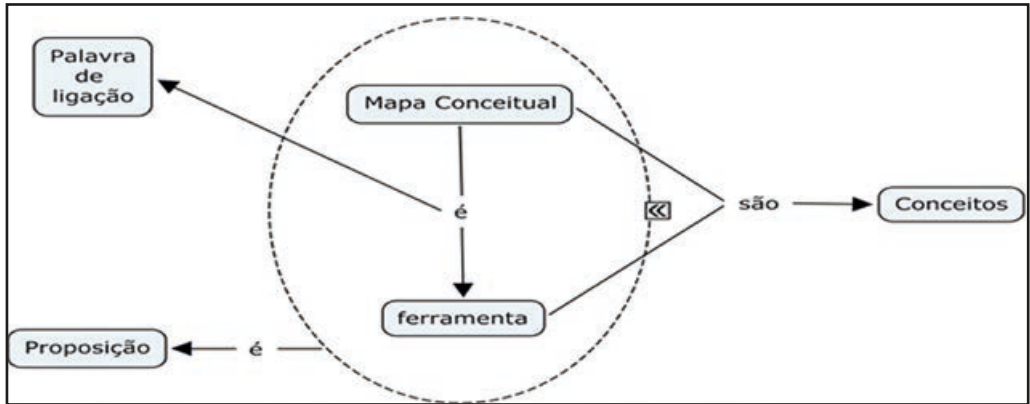 Palavra
de
ligação
Mapa Conceitual
é
são
Conceitos
ferramenta
Proposição
é